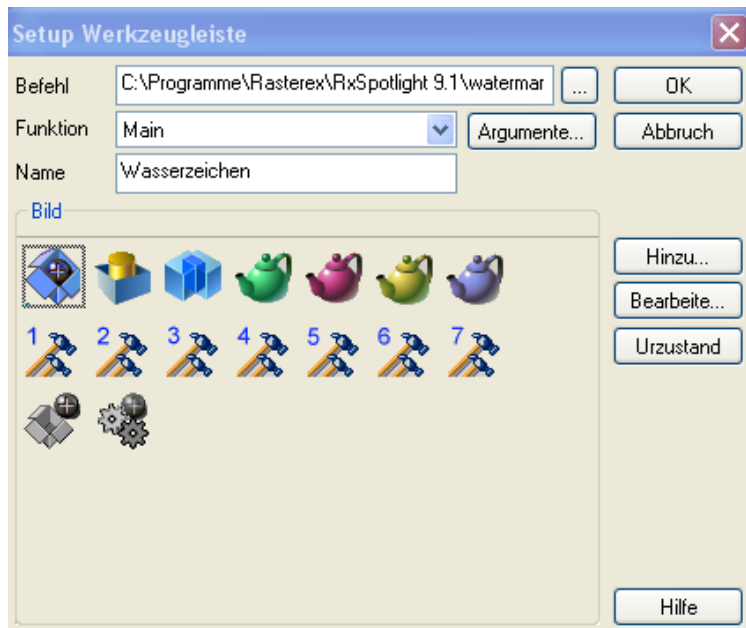 Setup Werkzeugleiste
Befehl C:\Programme\Rasterex\RxSpotlight 9.1\watermar ... OK
Funktion Main Argumente... Abbruch
Name Wasserzeichen
Bild
Hinzu...
Bearbeite...
1 2 3 4 5 6 7 Urzustand
Hilfe